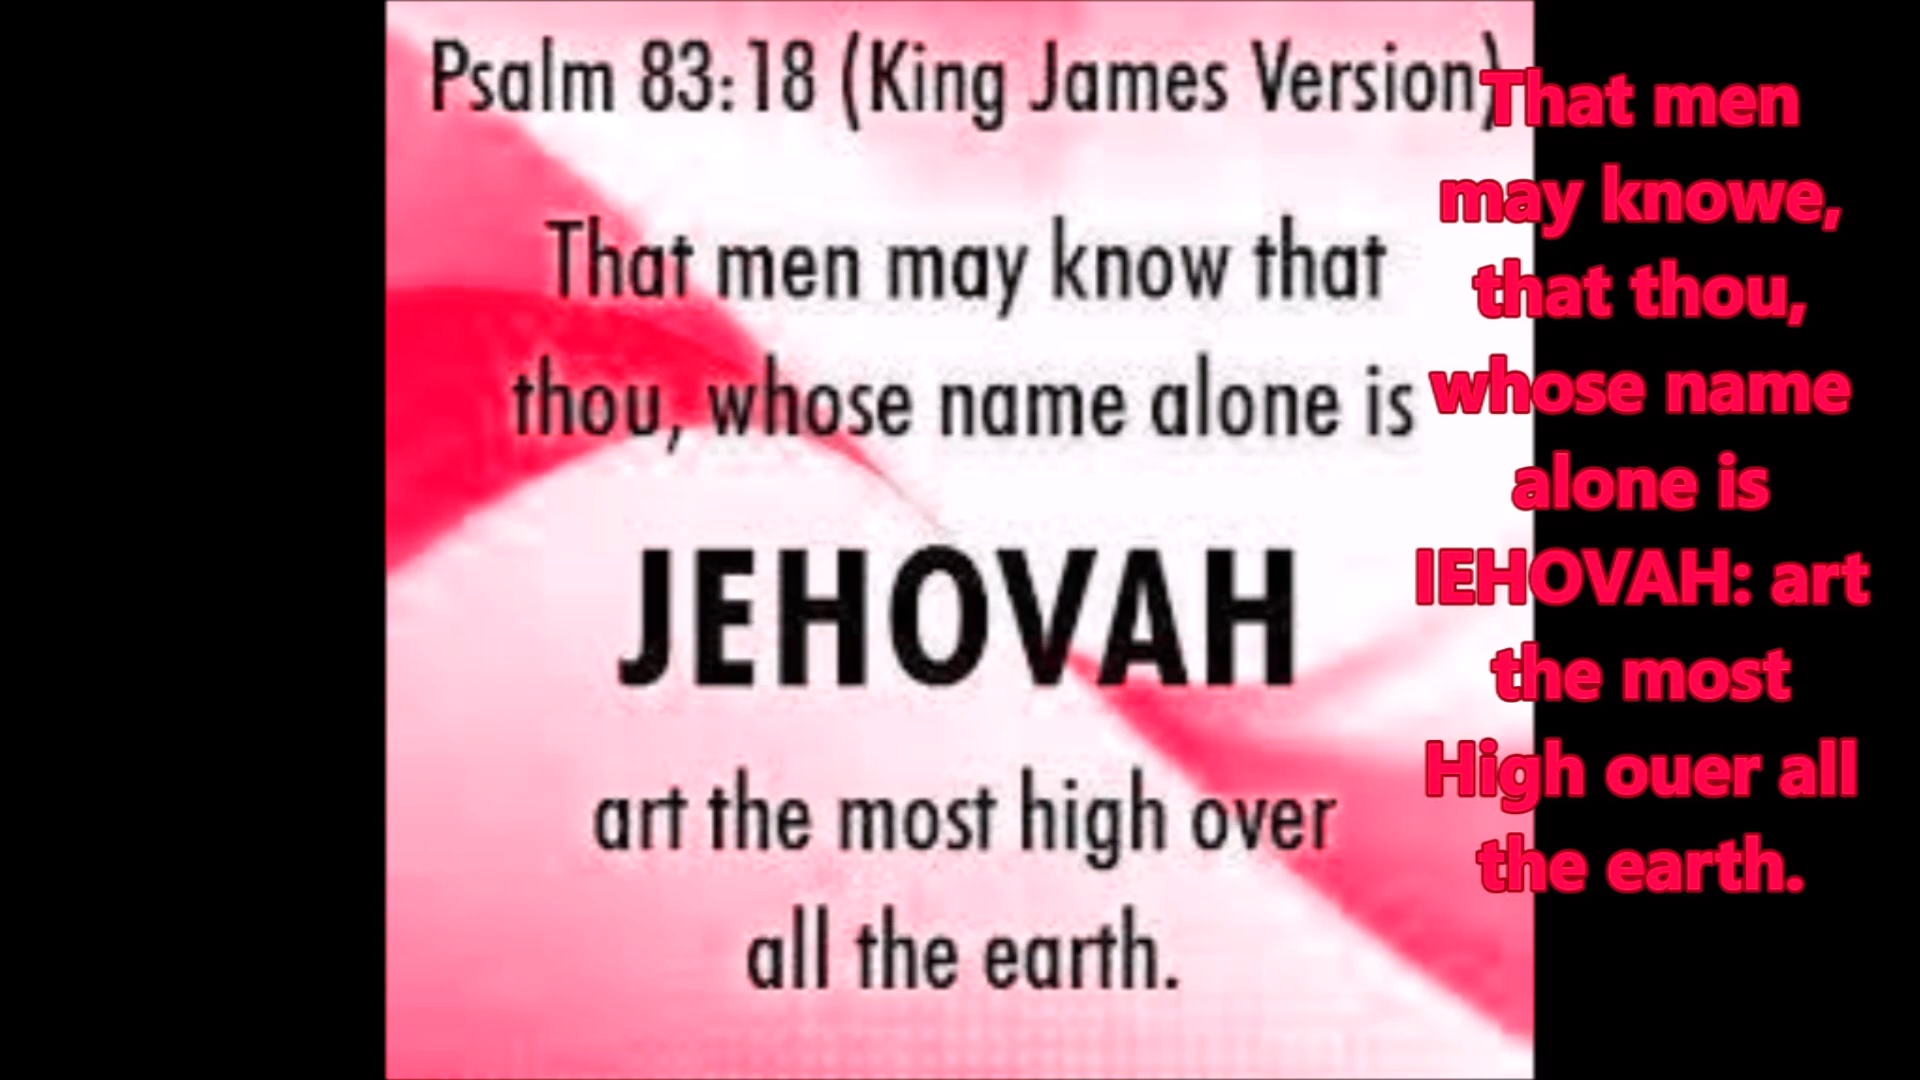 Psalm 83:18 (King James Version)
That men may know that
thou, whose name alone is
JEHOVAH
art the most high over
all the earth.
That men
may knowe,
that thou,
whose name
alone is
IEHOVAH: art
the most
High ouer all
the earth.